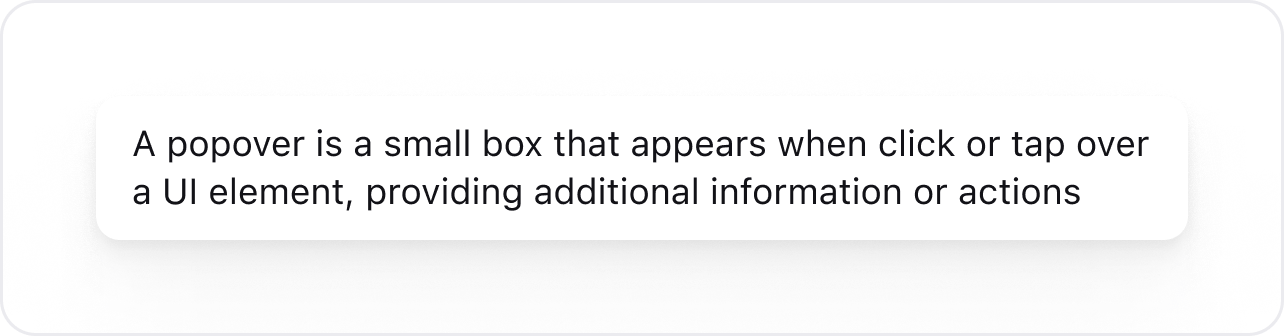 A popover is a small box that appears when click or tap over
a UI element, providing additional information or actions